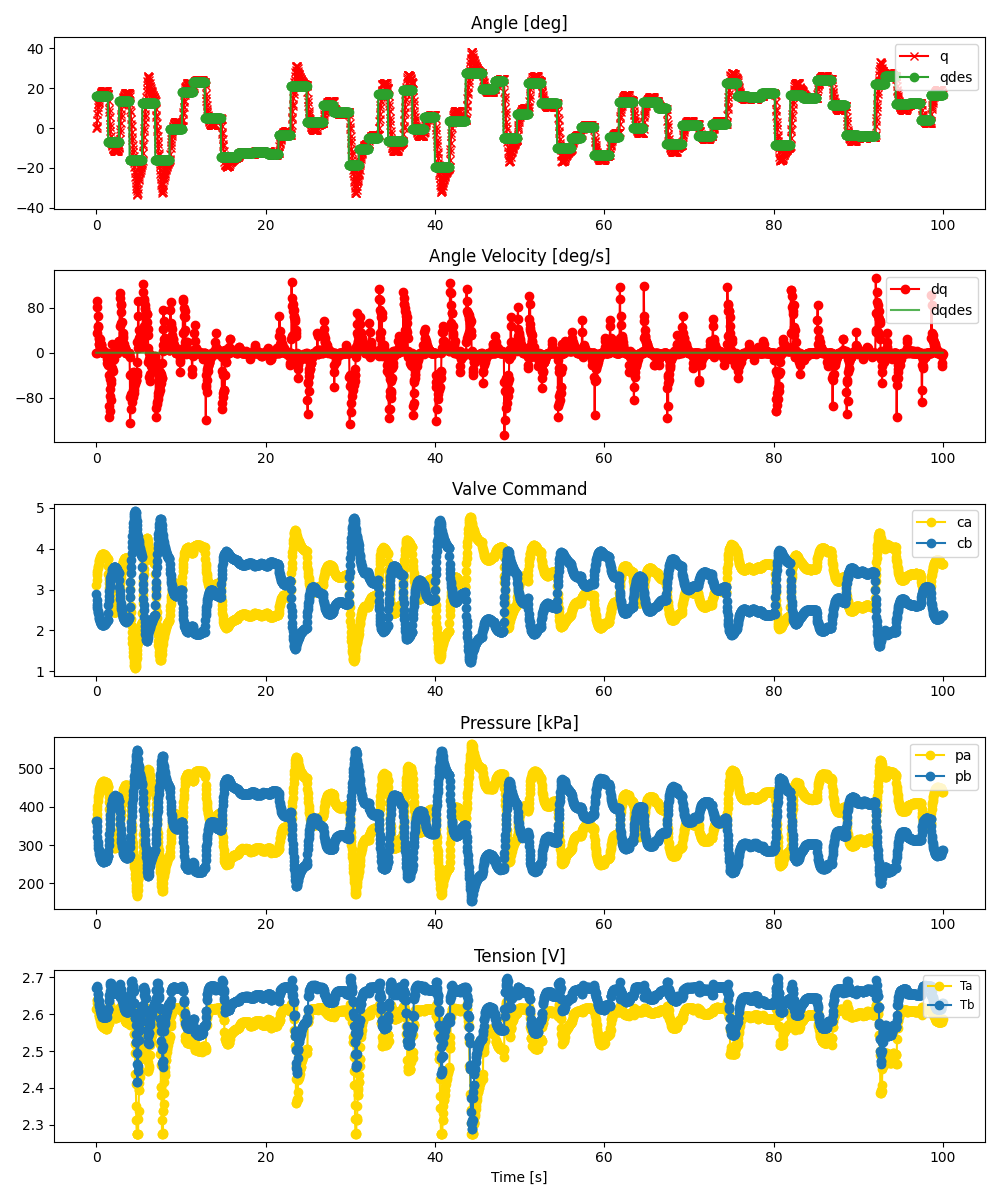 Angle [deg]
40
20
0
−20
−40
q
qdes
0 20 40 60 80 100
Angle Velocity [deg/s]
80
0
−80
dq
dqdes
0 20 40 60 80 100
Valve Command
5
4
3
2
1
ca
cb
0 20 40 60 80 100
Pressure [kPa]
500
400
300
200
pa
pb
0 20 40 60 80 100
Tension [V]
2.7
2.6
2.5
2.4
2.3
Ta
Tb
0 20 40 60 80 100
Time [s]